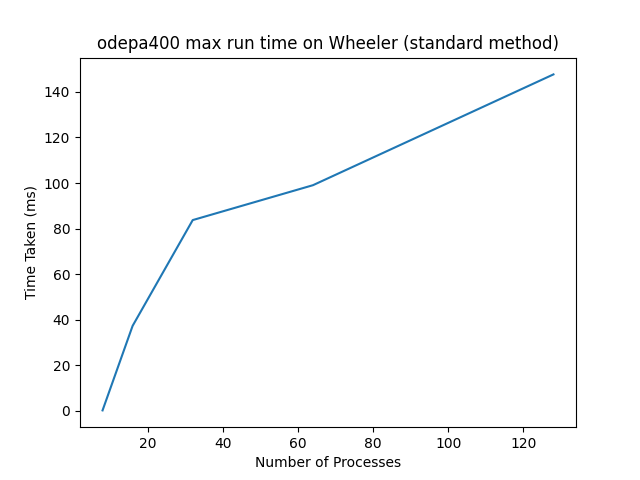 odepa400 max run time on Wheeler (standard method)
140
120
100
80
60
40
20
0
Time Taken (ms)
20 40 60 80 100 120
Number of Processes